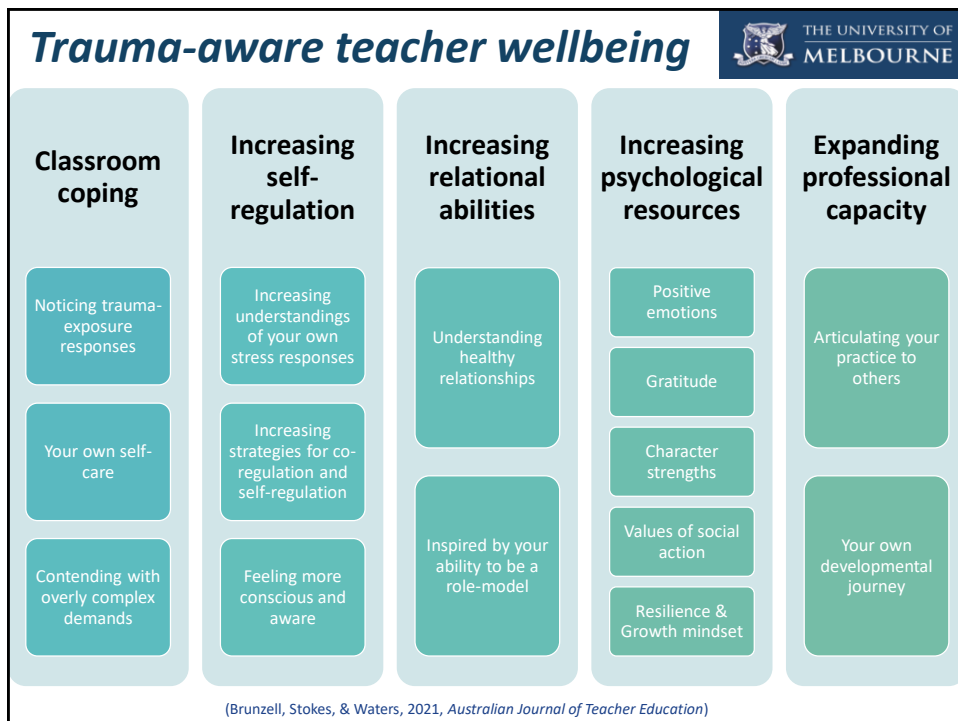 Trauma-aware teacher wellbeing
THE UNIVERSITY OF
MELBOURNE
Classroom
coping
Noticing trauma-
exposure
responses
Your own self-
care
Contending with
overly complex
demands
Increasing
self-
regulation
Increasing
understandings
of your own
stress responses
Increasing
strategies for co-
regulation and
self-regulation
Feeling more
conscious and
aware
Increasing
relational
abilities
Understanding
healthy
relationships
Inspired by your
ability to be a
role-model
Increasing
psychological
resources
Positive
emotions
Gratitude
Character
strengths
Values of social
action
Resilience &
Growth mindset
Expanding
professional
capacity
Articulating your
practice to
others
Your own
developmental
journey
(Brunzell, Stokes, & Waters, 2021, Australian Journal of Teacher Education)